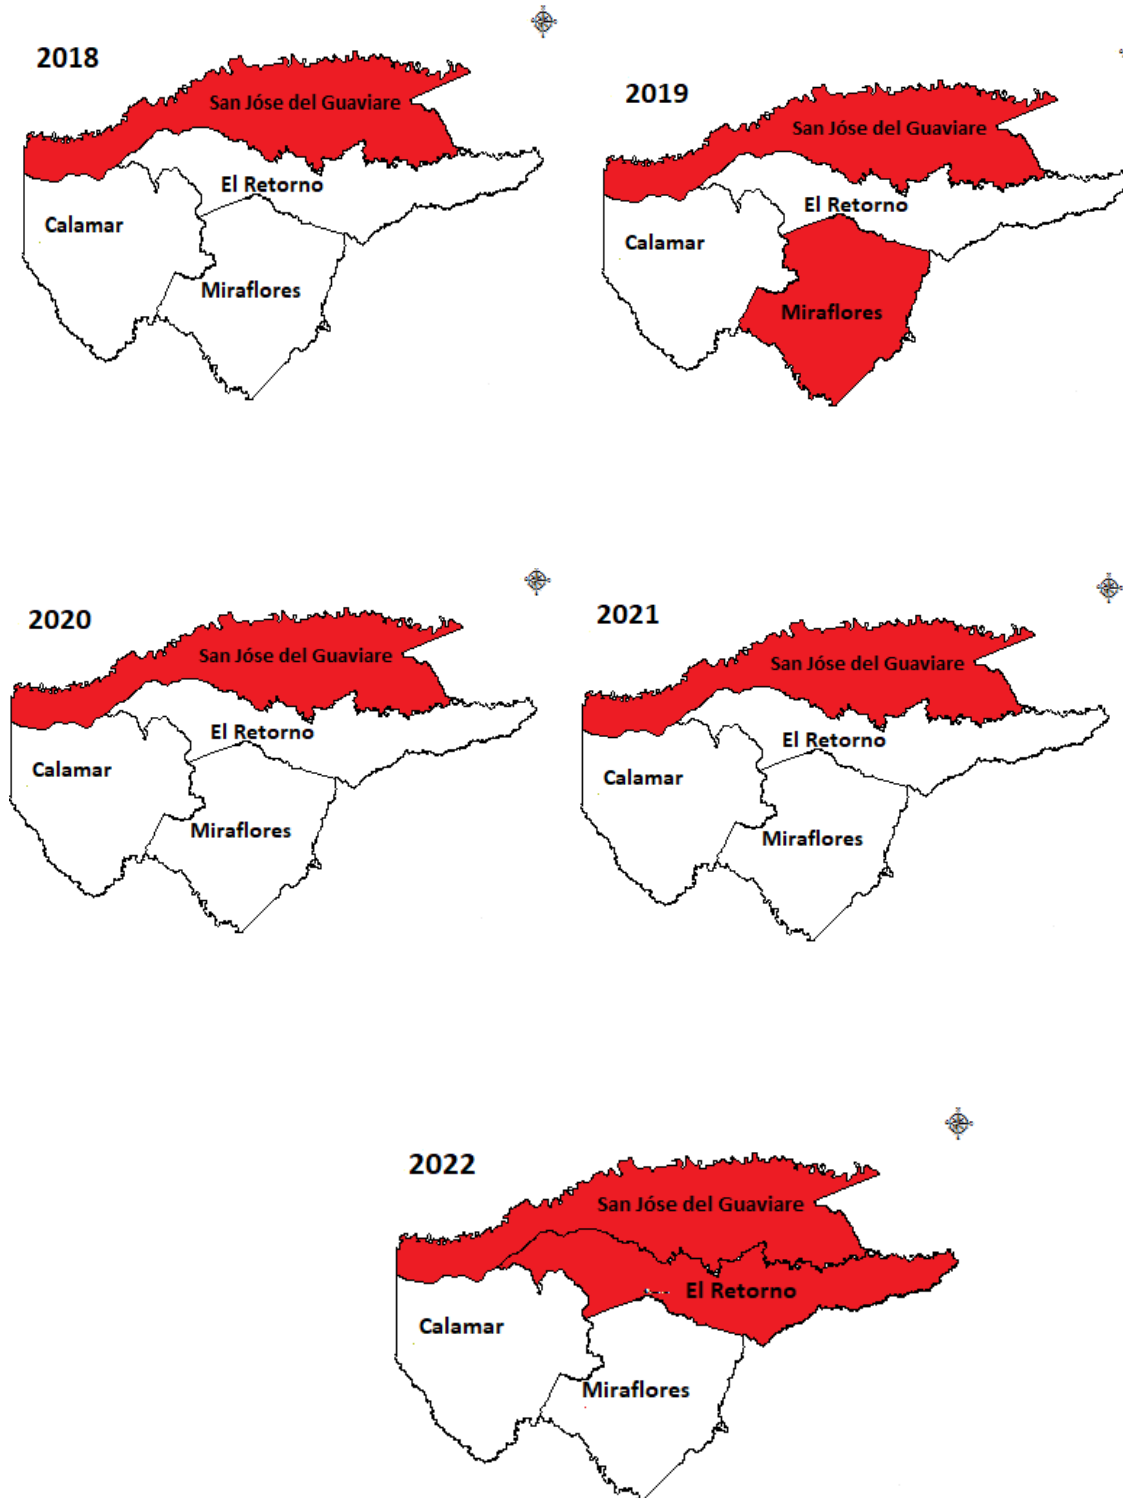 2018
San Jóse del Guaviare
El Retorno
Calamar
Miraflores
2019
San Jóse del Guaviare
El Retorno
Calamar
Miraflores
2020
San Jóse del Guaviare
El Retorno
Calamar
Miraflores
2021
San Jóse del Guaviare
El Retorno
Calamar
Miraflores
2022
San Jóse del Guaviare
El Retorno
Calamar
Miraflores